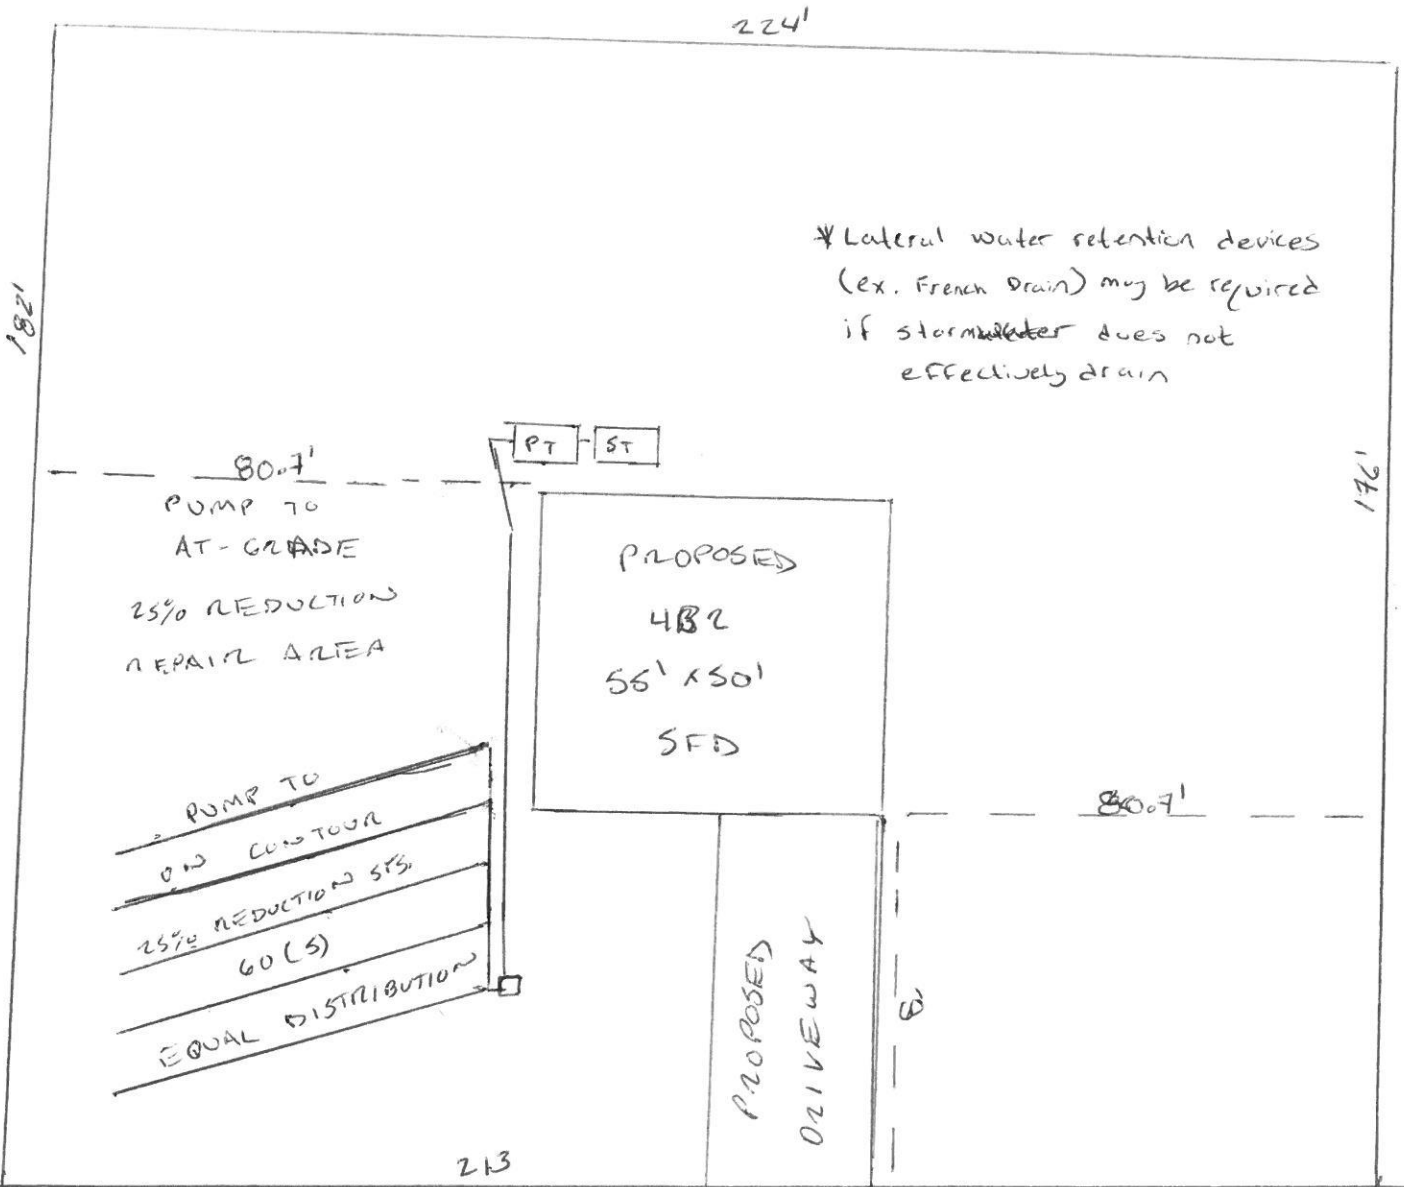 224'
182'
*Lateral water retention devices
(ex. French Drain) may be required
if stormwater does not
effectively drain
PT
ST
80.7'
176'
PUMP TO
AT-GRADE
25% REDUCTION
REPAIR AREA
PROPOSED
4BR
55' x 50'
SFD
PUMP TO
ON CONTOUR
25% REDUCTION SYS.
60(5)
EQUAL DISTRIBUTION
80.7'
PROPOSED
DRIVEWAY
213